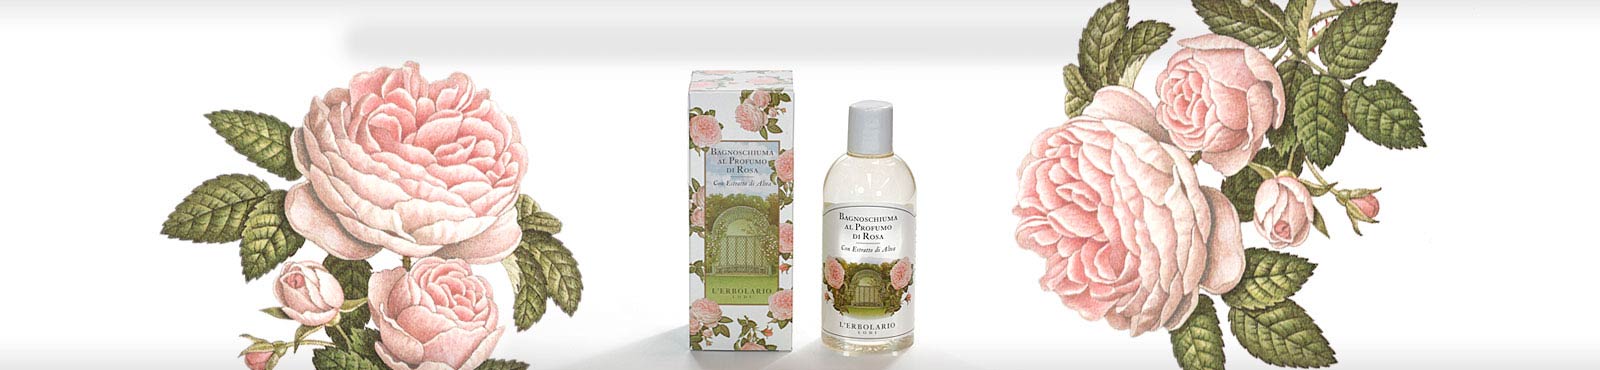 BAGNOSCHIUMA
AL PROFUMO
DI ROSA
Con Estratto di Altea
L'ERBOLARIO
LODI
BAGNOSCHIUMA
AL PROFUMO
DI ROSA
Con Estratto di Altea
L'ERBOLARIO
LODI